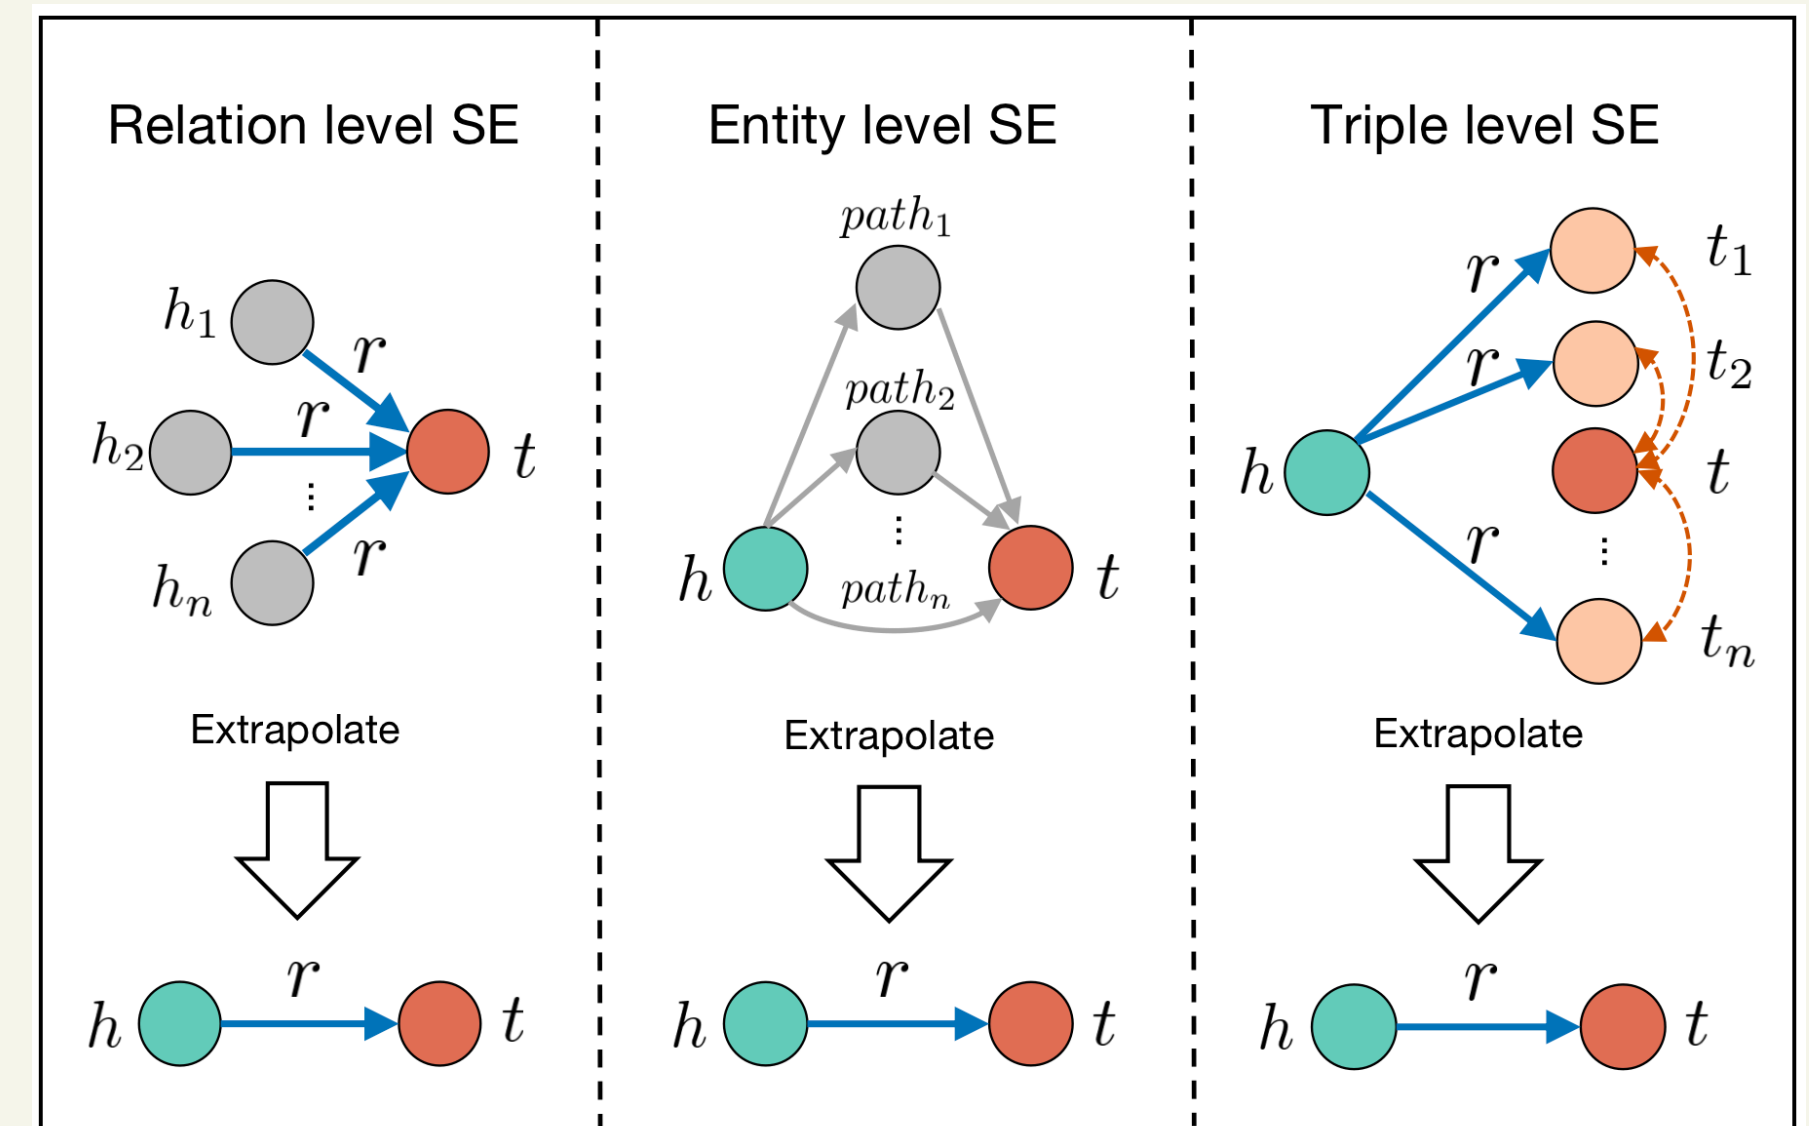 Relation level SE
h₁
r
h₂
r
t
⋮
r
hₙ
Extrapolate
h
r
t
Entity level SE
path₁
path₂
⋮
h
pathₙ
t
Extrapolate
h
r
t
Triple level SE
r
t₁
r
t₂
h
t
r
⋮
tₙ
Extrapolate
h
r
t